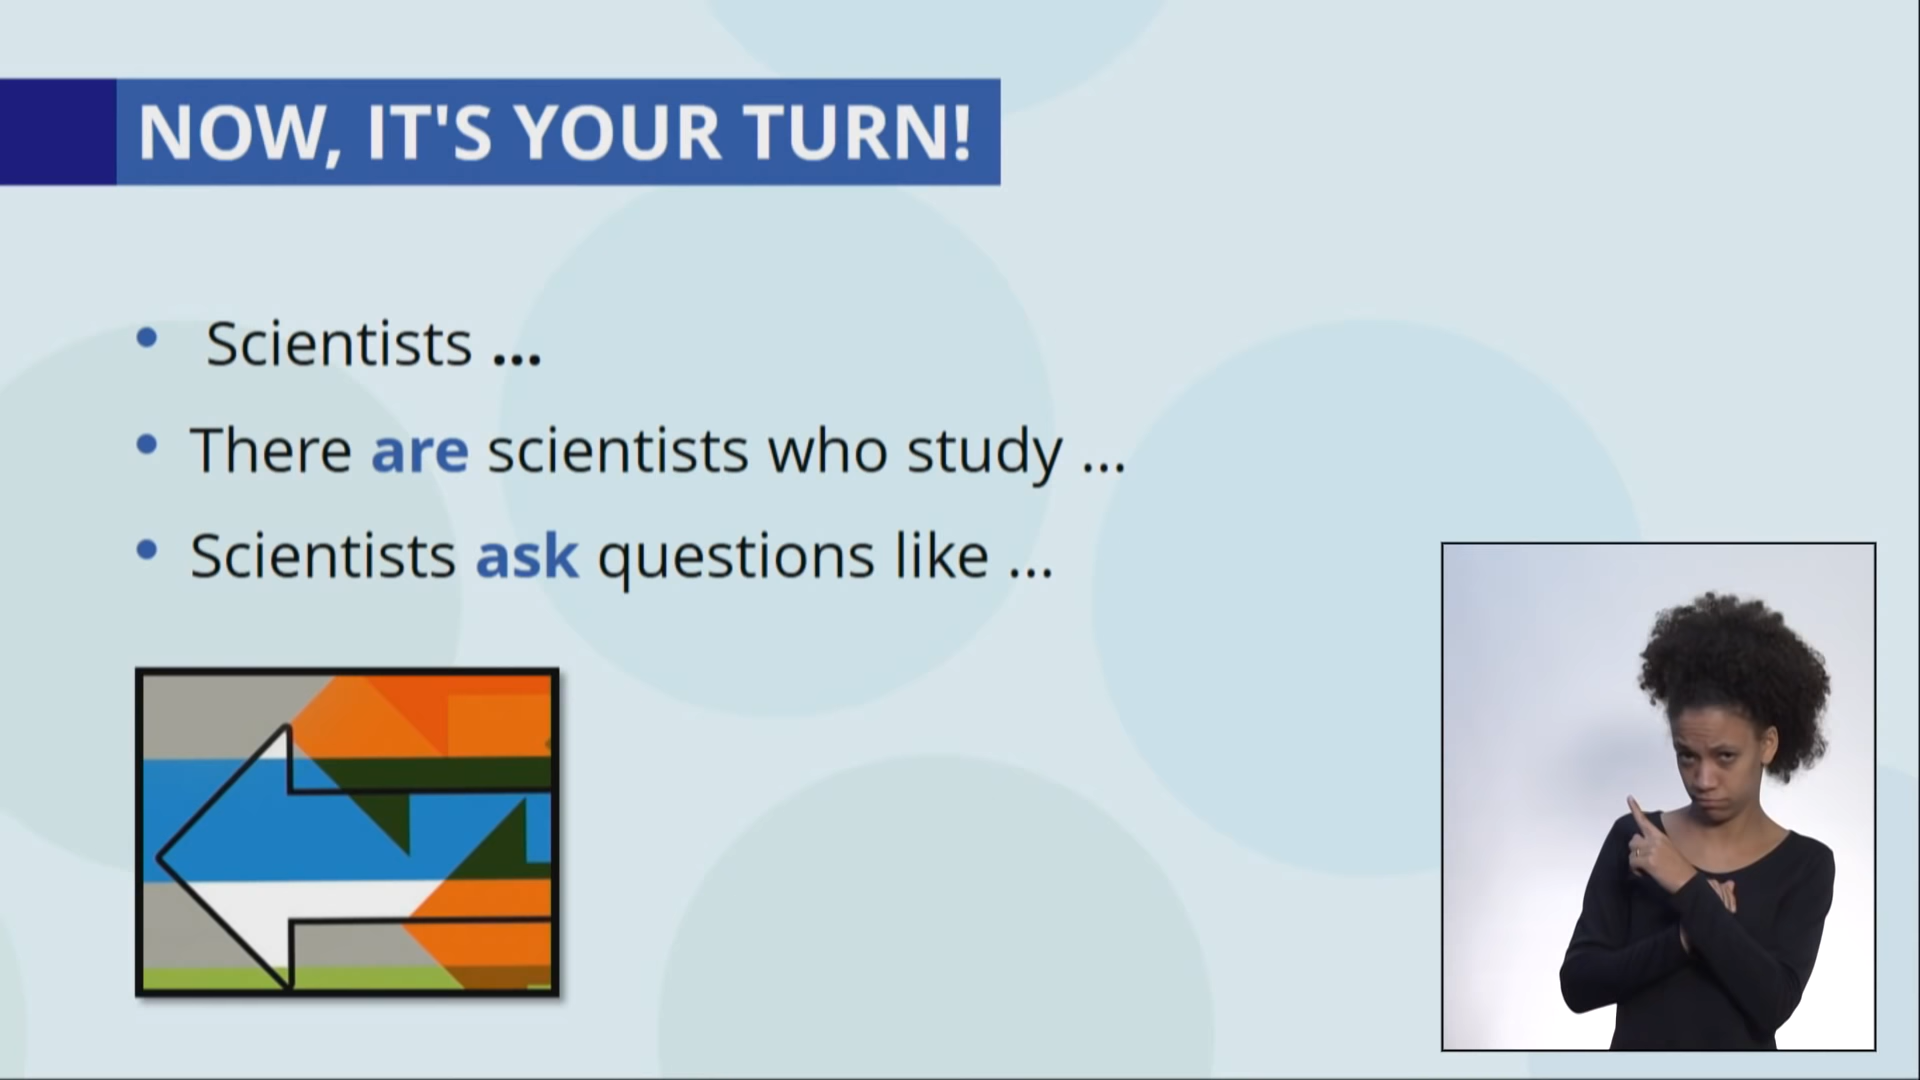 NOW, IT'S YOUR TURN!
• Scientists ...
• There are scientists who study ...
• Scientists ask questions like ...